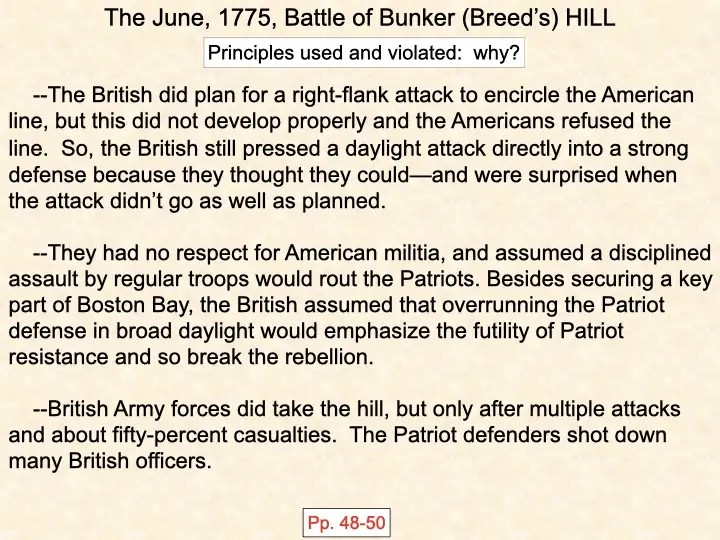 The June, 1775, Battle of Bunker (Breed’s) HILL
Principles used and violated:  why?
--The British did plan for a right-flank attack to encircle the American
line, but this did not develop properly and the Americans refused the
line.  So, the British still pressed a daylight attack directly into a strong
defense because they thought they could—and were surprised when
the attack didn’t go as well as planned.
--They had no respect for American militia, and assumed a disciplined
assault by regular troops would rout the Patriots. Besides securing a key
part of Boston Bay, the British assumed that overrunning the Patriot
defense in broad daylight would emphasize the futility of Patriot
resistance and so break the rebellion.
--British Army forces did take the hill, but only after multiple attacks
and about fifty-percent casualties.  The Patriot defenders shot down
many British officers.
Pp. 48-50